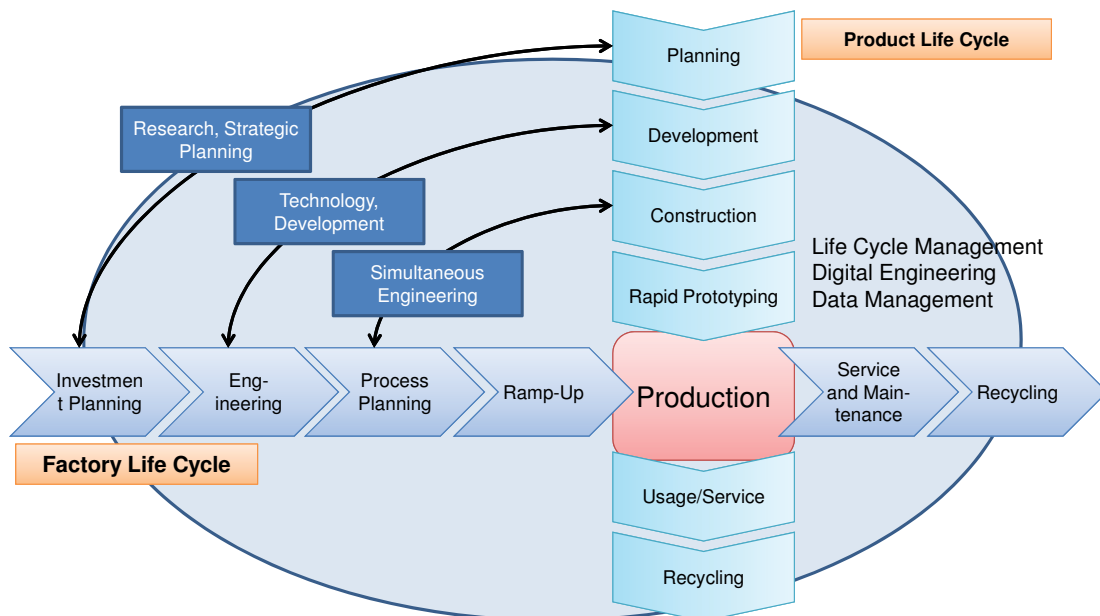 Planning
Product Life Cycle
Research, Strategic
Planning
Development
Technology,
Development
Construction
Simultaneous
Engineering
Life Cycle Management
Digital Engineering
Data Management
Rapid Prototyping
Investmen
t Planning
Eng-
ineering
Process
Planning
Ramp-Up
Production
Service
and Main-
tenance
Recycling
Factory Life Cycle
Usage/Service
Recycling